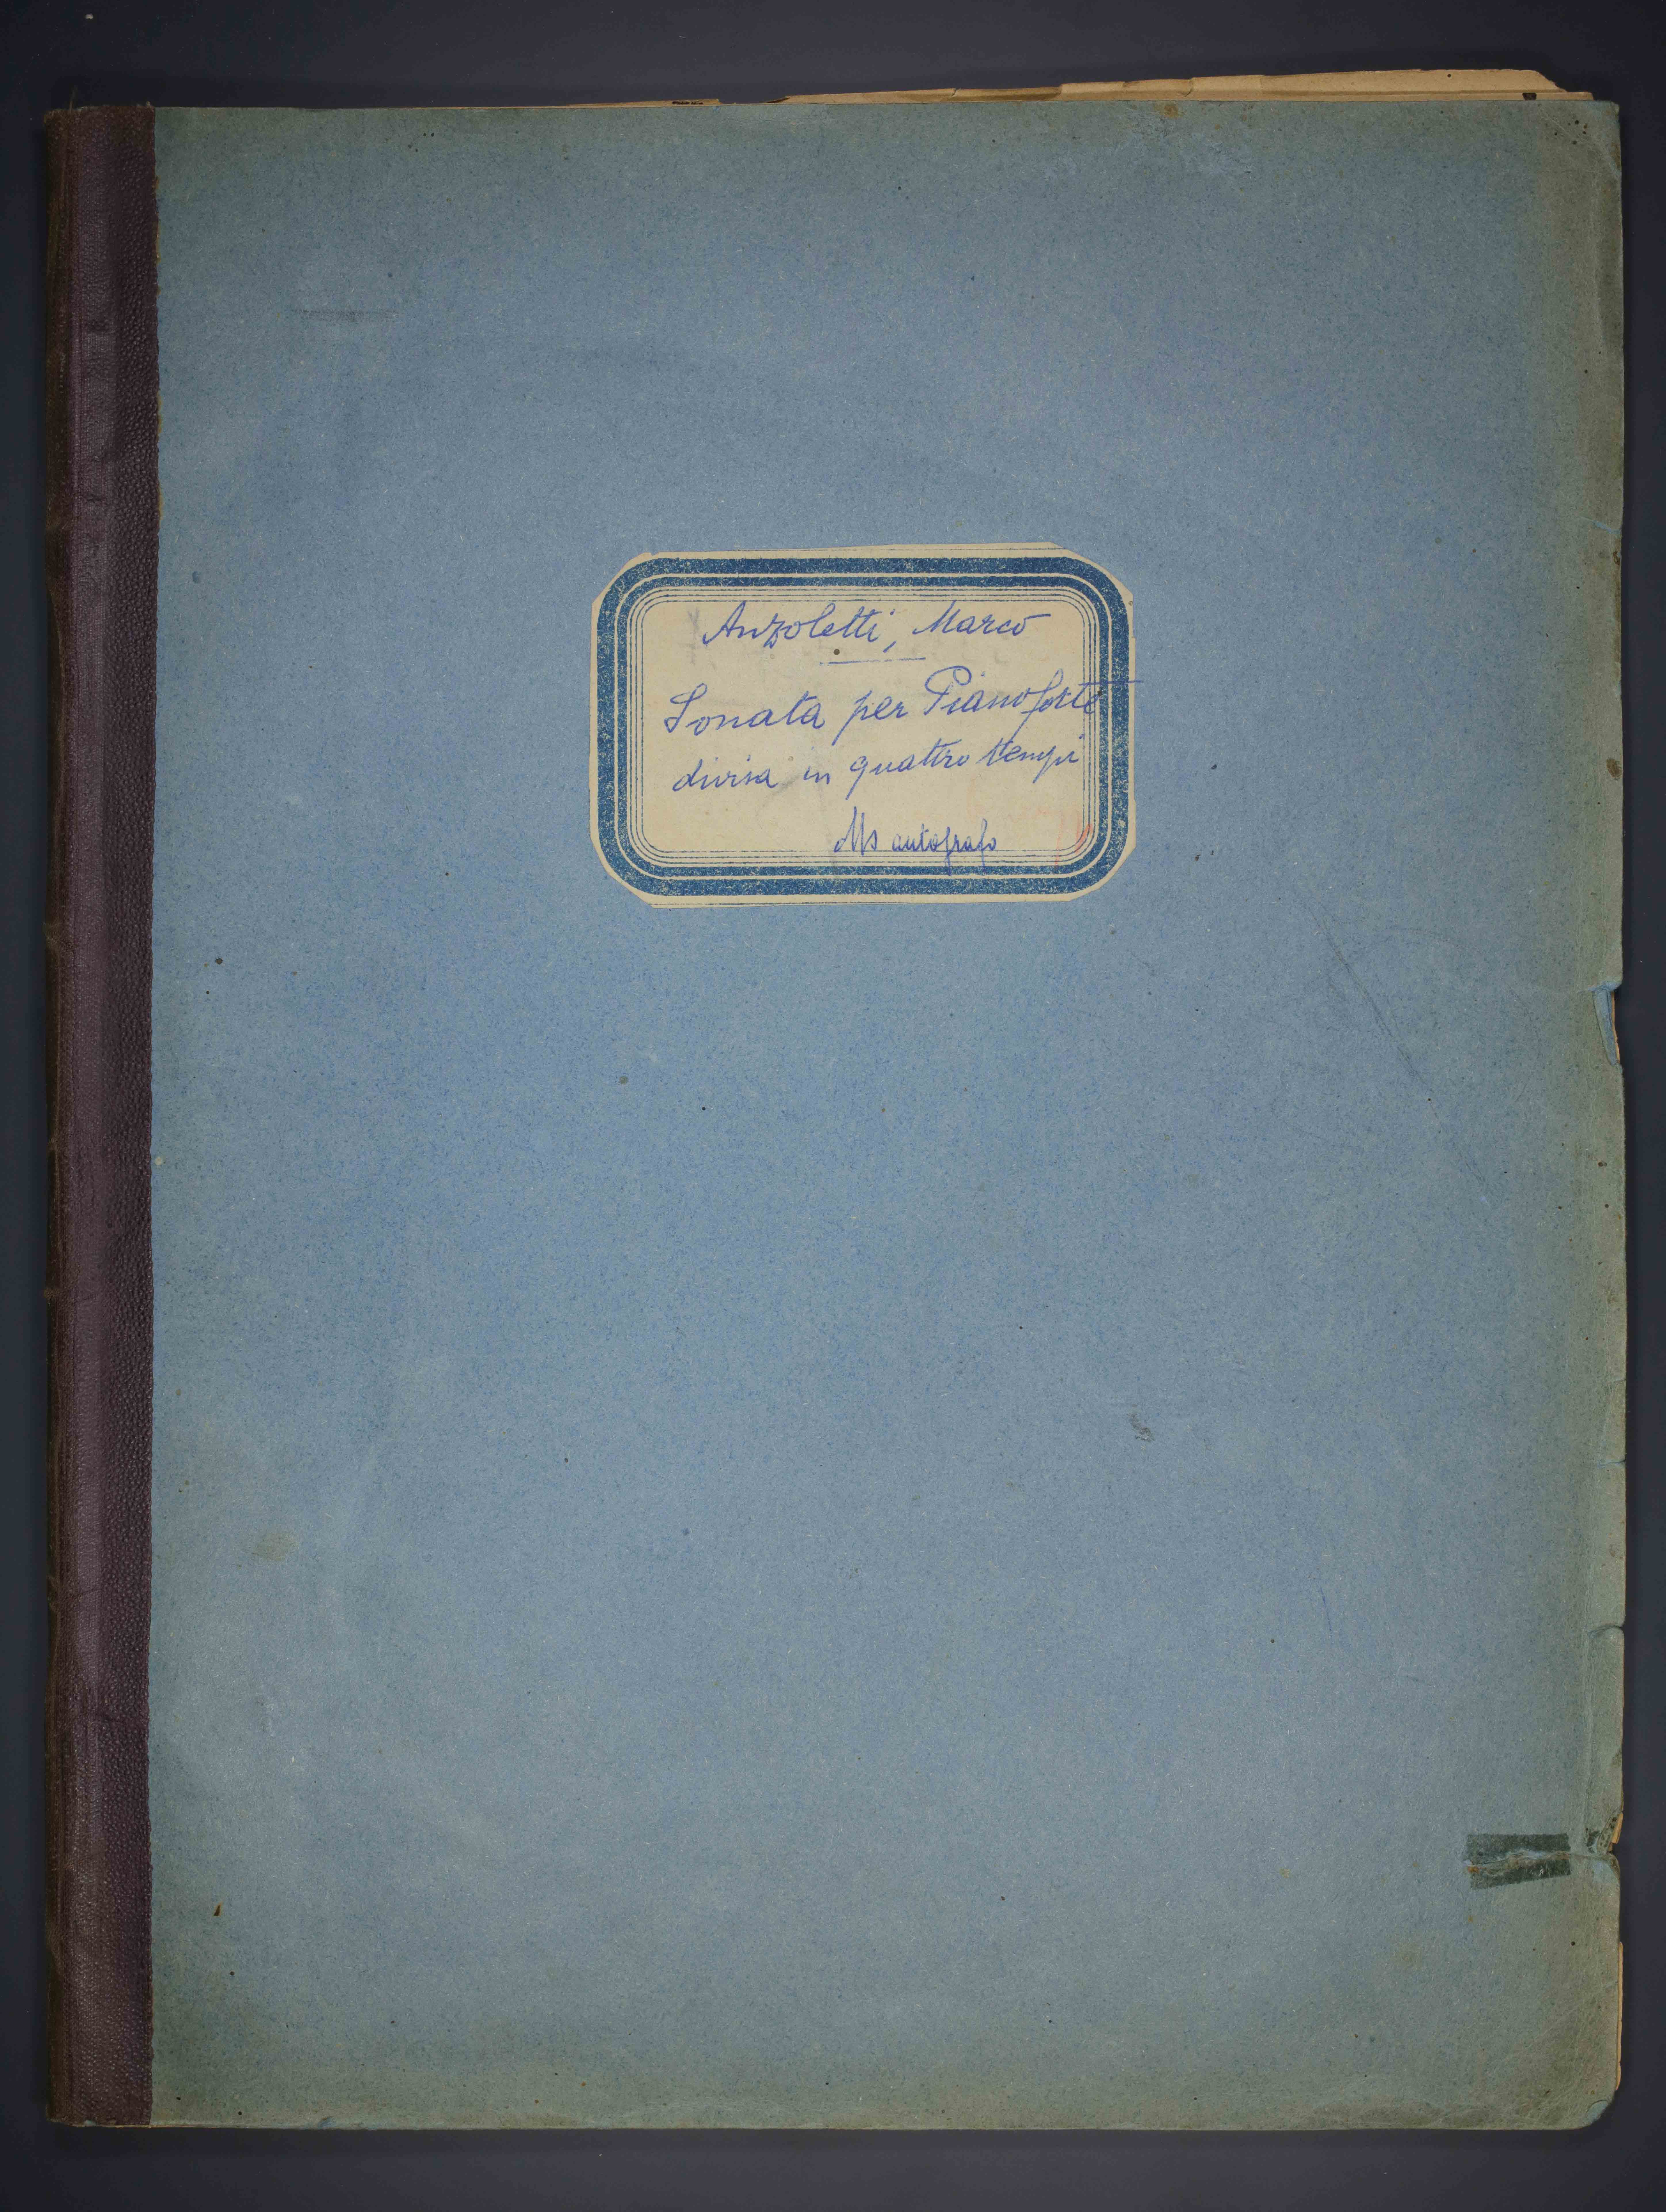 Anzoletti, Marco
Sonata per Pianoforte
divisa in quattro tempi
Ms autografo